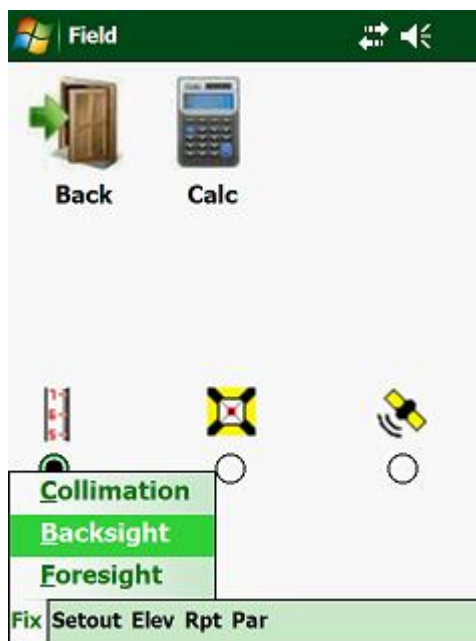 Field
Back Calc
Collimation
Backsight
Foresight
Fix Setout Elev Rpt Par